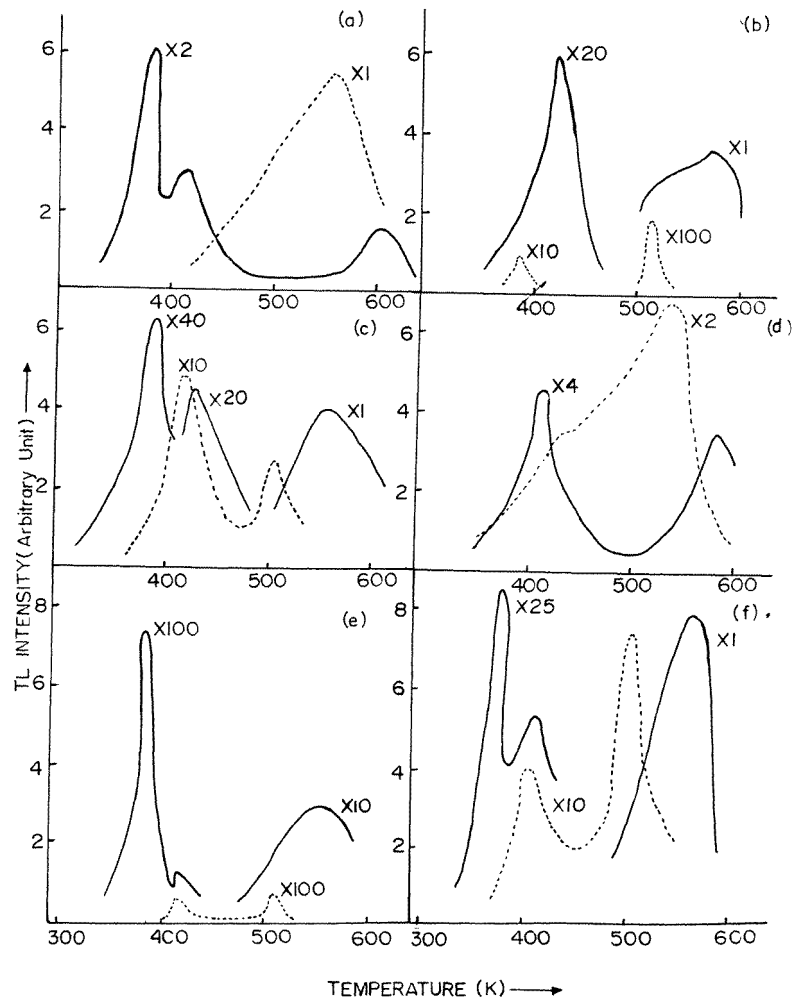 (a)
6
4
2
X2
X1
400
500
600
(b)
6
4
2
X20
X1
X10
X100
400
500
600
(c)
6
4
2
X40
X10
X20
X1
400
500
600
(d)
6
4
2
X2
X4
400
500
600
(e)
8
6
4
2
X100
X10
X100
300
400
500
600
(f).
8
6
4
2
X25
X1
X10
300
400
500
600
TL INTENSITY (Arbitrary Unit) ⟶
TEMPERATURE (K) ⟶